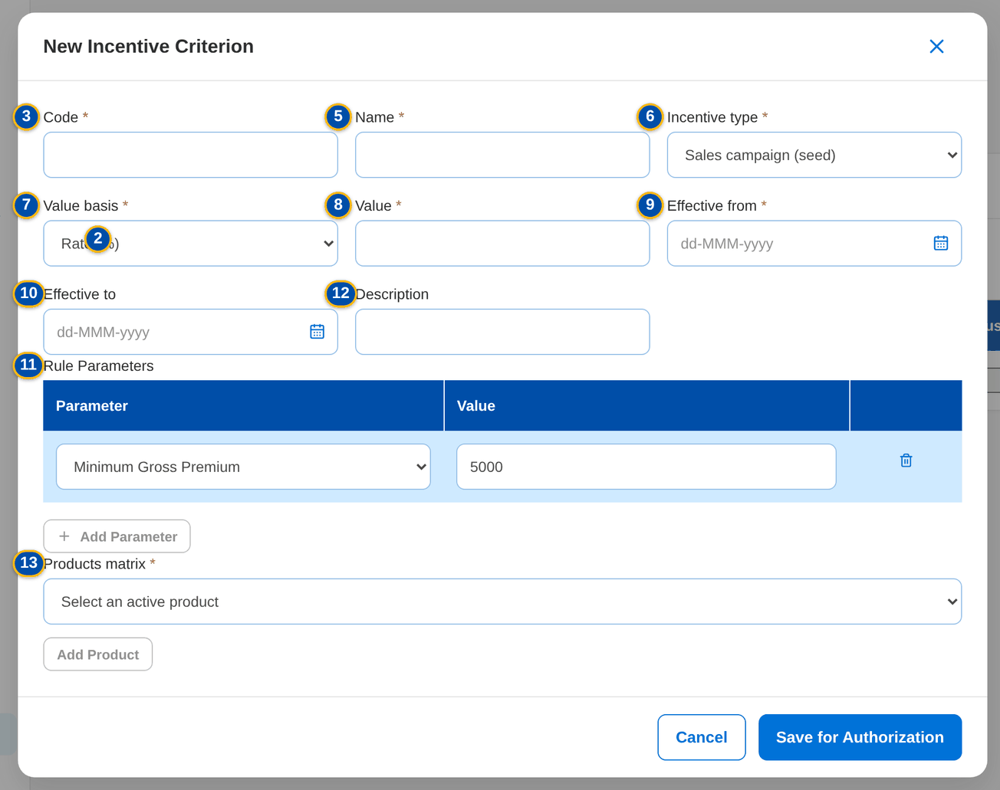 New Incentive Criterion
3 Code * 5 Name * 6 Incentive type *
Sales campaign (seed)
7 Value basis * 8 Value * 9 Effective from *
2 dd-MMM-yyyy
10 Effective to 12 Description
dd-MMM-yyyy
11 Rule Parameters
Parameter Value
Minimum Gross Premium 5000
+ Add Parameter
13 Products matrix *
Select an active product
Add Product
Cancel Save for Authorization